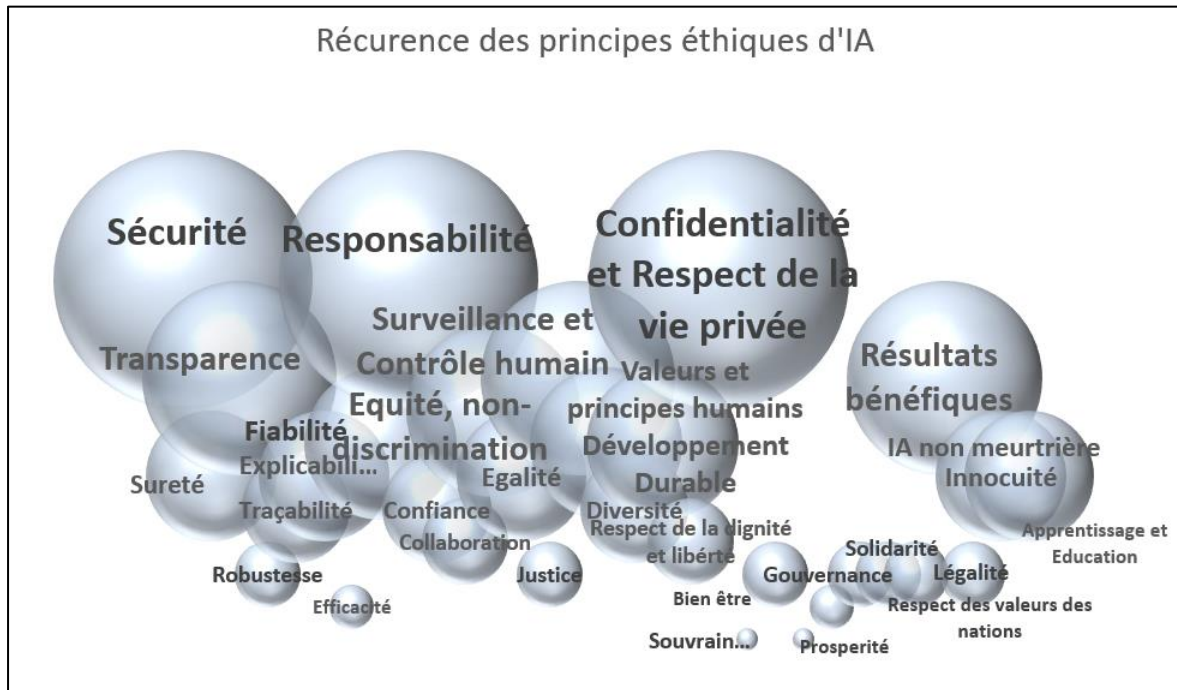 Récurence des principes éthiques d'IA
Sécurité
Responsabilité
Confidentialité
et Respect de la
vie privée
Transparence
Surveillance et
Contrôle humain
Valeurs et
principes humains
Résultats
bénéfiques
Equité, non-
discrimination
Fiabilité
Explicabili...
Développement
Durable
IA non meurtrière
Innocuité
Sureté
Egalité
Traçabilité
Confiance
Diversité
Collaboration
Respect de la dignité
et libérte
Apprentissage et
Education
Robustesse
Efficacité
Justice
Gouvernance
Solidarité
Légalité
Bien être
Respect des valeurs des
nations
Souvrain...
Prosperité